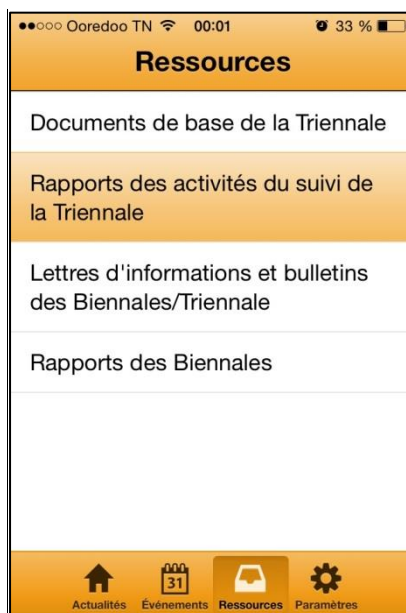 Ooredoo TN 00:01 33 %
Ressources
Documents de base de la Triennale
Rapports des activités du suivi de
la Triennale
Lettres d'informations et bulletins
des Biennales/Triennale
Rapports des Biennales
31
Actualités Événements Ressources Paramètres